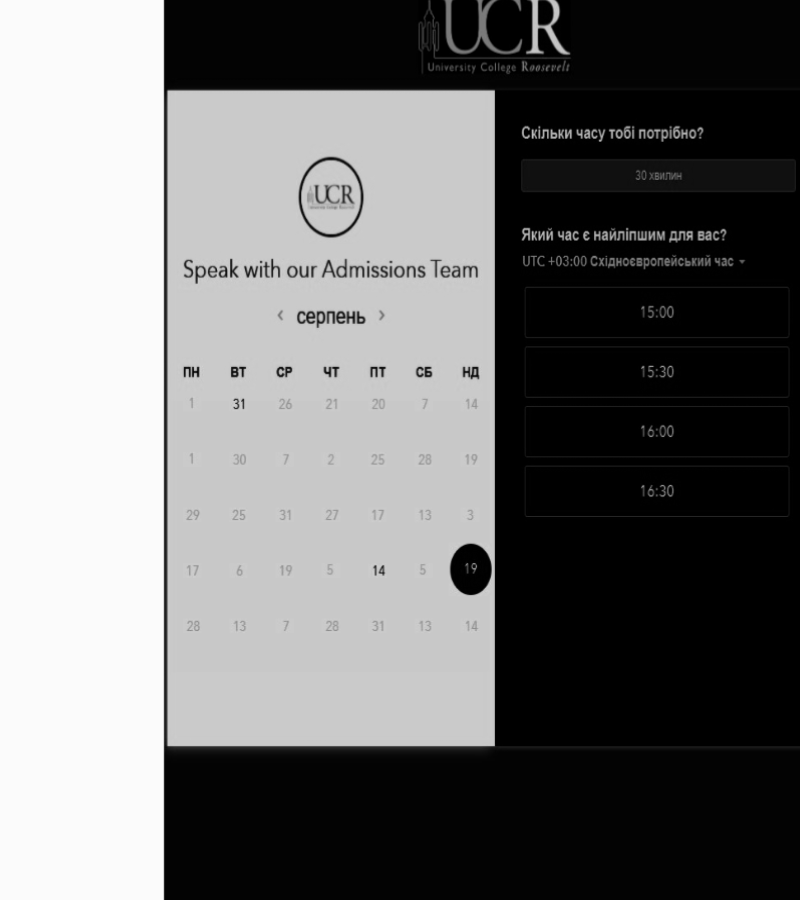 UCR
University College Roosevelt
UCR
Speak with our Admissions Team
‹ серпень ›
ПН ВТ СР ЧТ ПТ СБ НД
1 31 26 21 20 7 14
1 30 7 2 25 28 19
29 25 31 27 17 13 3
17 6 19 5 14 5 19
28 13 7 28 31 13 14
Скільки часу тобі потрібно?
30 хвилин
Який час є найліпшим для вас?
UTC +03:00 Східноєвропейський час
15:00
15:30
16:00
16:30